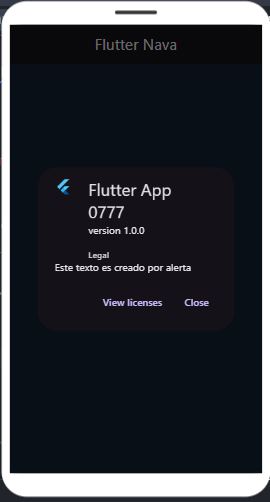 Flutter Nava
Flutter App
0777
version 1.0.0
Legal
Este texto es creado por alerta
View licenses Close